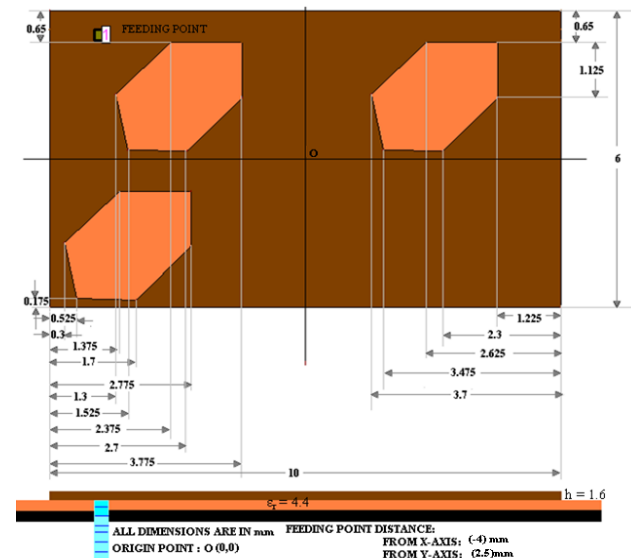 0.65
1
FEEDING POINT
0.65
1.125
O
6
0.175
0.525
0.3
1.225
1.375
2.3
1.7
2.625
2.775
3.475
1.3
3.7
1.525
2.375
2.7
3.775
10
εr = 4.4
h = 1.6
ALL DIMENSIONS ARE IN mm
ORIGIN POINT : O (0,0)
FEEDING POINT DISTANCE:
FROM X-AXIS: (-4) mm
FROM Y-AXIS: (2.5)mm